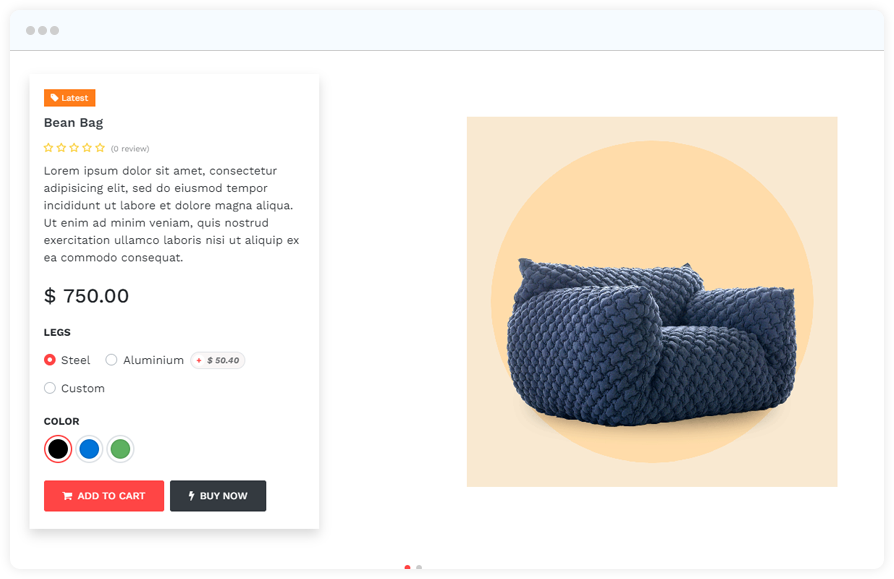 Latest
Bean Bag
(0 review)
Lorem ipsum dolor sit amet, consectetur
adipisicing elit, sed do eiusmod tempor
incididunt ut labore et dolore magna aliqua.
Ut enim ad minim veniam, quis nostrud
exercitation ullamco laboris nisi ut aliquip ex
ea commodo consequat.
$ 750.00
LEGS
Steel Aluminium + $ 50.40
Custom
COLOR
ADD TO CART BUY NOW